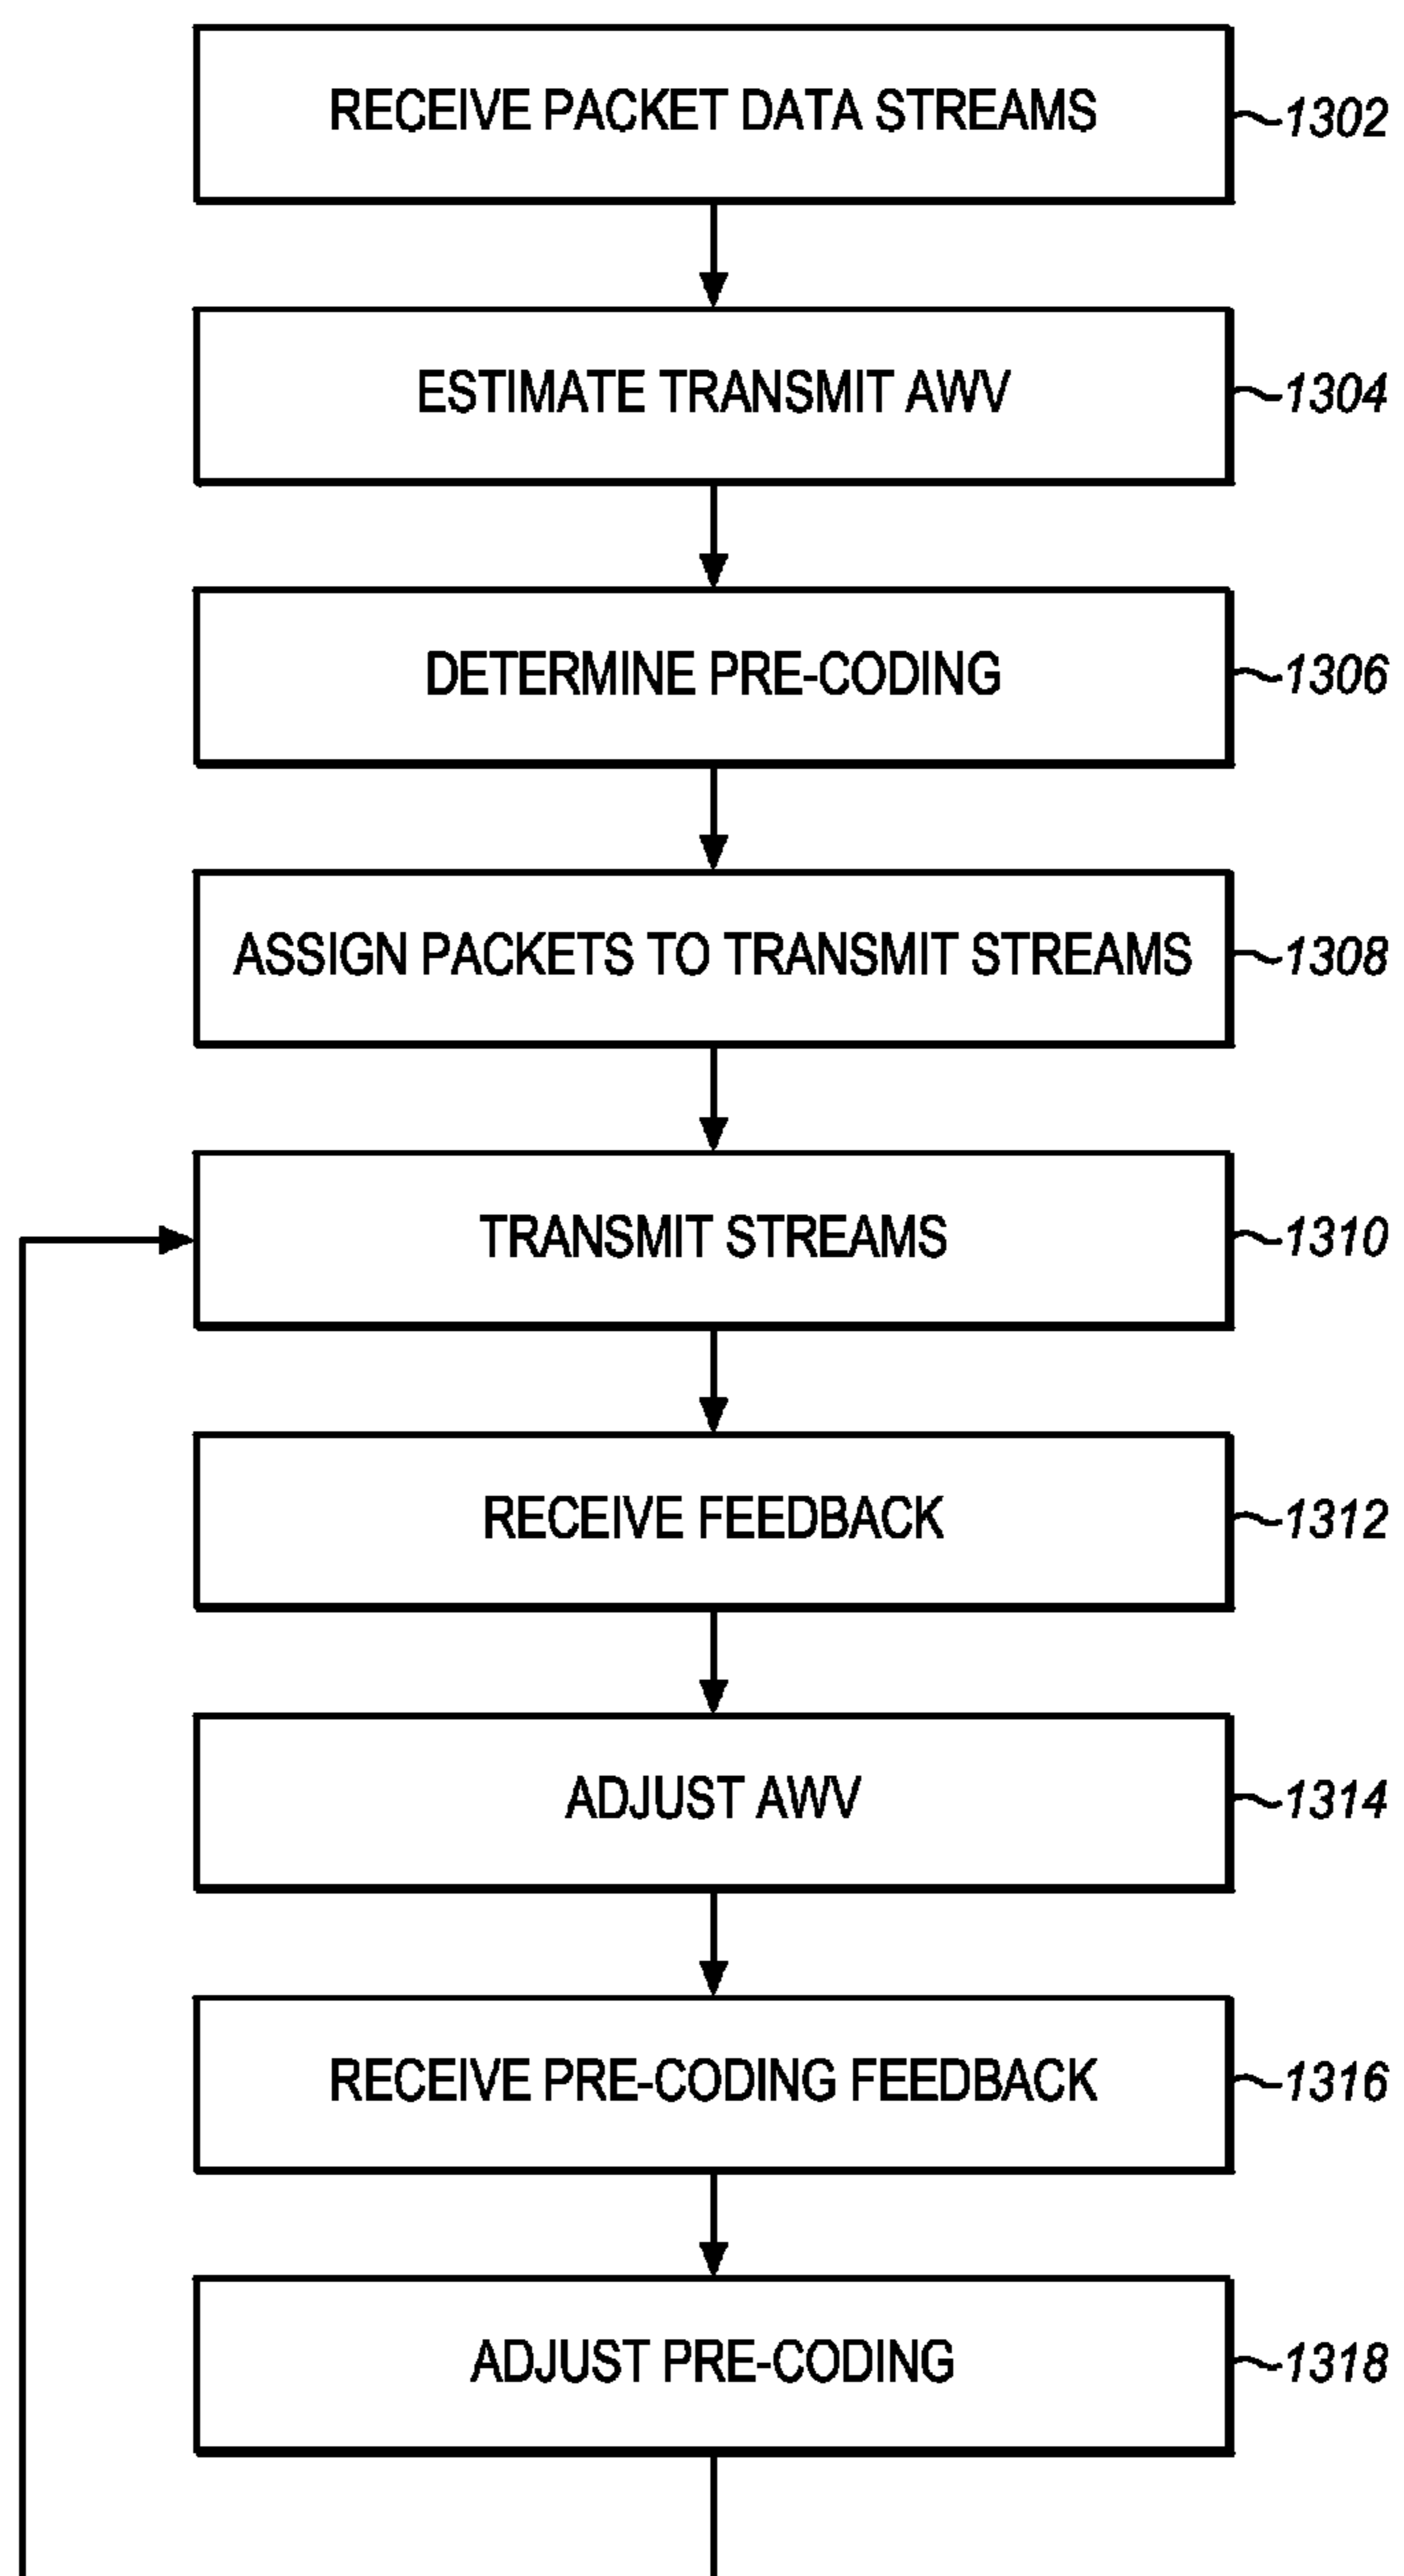 RECEIVE PACKET DATA STREAMS
1302
ESTIMATE TRANSMIT AWV
1304
DETERMINE PRE-CODING
1306
ASSIGN PACKETS TO TRANSMIT STREAMS
1308
TRANSMIT STREAMS
1310
RECEIVE FEEDBACK
1312
ADJUST AWV
1314
RECEIVE PRE-CODING FEEDBACK
1316
ADJUST PRE-CODING
1318